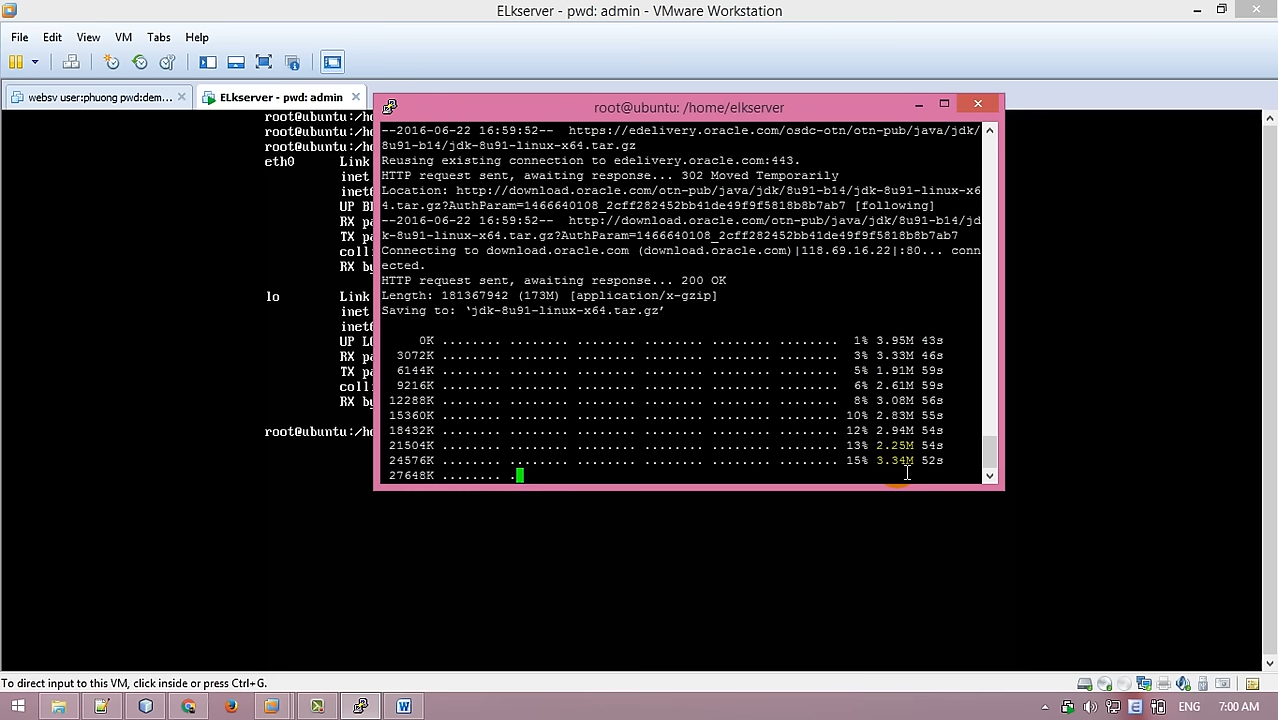 ELkserver - pwd: admin - VMware Workstation
File Edit View VM Tabs Help
websv user:phuong pwd:dem...
ELkserver - pwd: admin
root@ubuntu: /home/elkserver
root@ubuntu:/ho
root@ubuntu:/ho
root@ubuntu:/ho
eth0 Link
inet
inet6
UP BR
RX pa
TX pa
coll
RX by
lo Link
inet
inet6
UP LO
RX pa
TX pa
coll
RX by
root@ubuntu:/ho
--2016-06-22 16:59:52-- https://edelivery.oracle.com/osdc-otn/otn-pub/java/jdk/
8u91-b14/jdk-8u91-linux-x64.tar.gz
Reusing existing connection to edelivery.oracle.com:443.
HTTP request sent, awaiting response... 302 Moved Temporarily
Location: http://download.oracle.com/otn-pub/java/jdk/8u91-b14/jdk-8u91-linux-x6
4.tar.gz?AuthParam=1466640108_2cff282452bb41de49f9f5818b8b7ab7 [following]
--2016-06-22 16:59:52-- http://download.oracle.com/otn-pub/java/jdk/8u91-b14/jd
k-8u91-linux-x64.tar.gz?AuthParam=1466640108_2cff282452bb41de49f9f5818b8b7ab7
Connecting to download.oracle.com (download.oracle.com)|118.69.16.22|:80... conn
ected.
HTTP request sent, awaiting response... 200 OK
Length: 181367942 (173M) [application/x-gzip]
Saving to: ‘jdk-8u91-linux-x64.tar.gz’
0K ........ ........ ........ ........ ........ ........ 1% 3.95M 43s
3072K ........ ........ ........ ........ ........ ........ 3% 3.33M 46s
6144K ........ ........ ........ ........ ........ ........ 5% 1.91M 59s
9216K ........ ........ ........ ........ ........ ........ 6% 2.61M 59s
12288K ........ ........ ........ ........ ........ ........ 8% 3.08M 56s
15360K ........ ........ ........ ........ ........ ........ 10% 2.83M 55s
18432K ........ ........ ........ ........ ........ ........ 12% 2.94M 54s
21504K ........ ........ ........ ........ ........ ........ 13% 2.25M 54s
24576K ........ ........ ........ ........ ........ ........ 15% 3.34M 52s
27648K ........ .
To direct input to this VM, click inside or press Ctrl+G.
ENG 7:00 AM